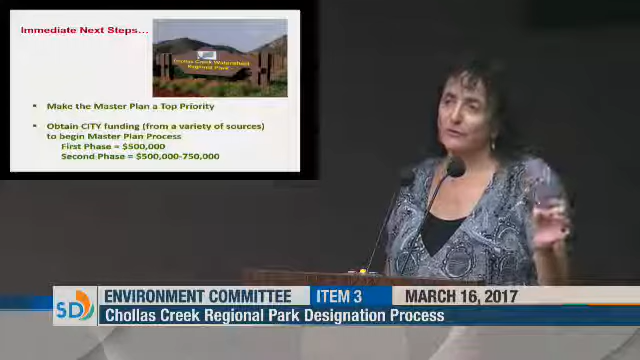 Immediate Next Steps...
Chollas Creek Watershed
Regional Park
Make the Master Plan a Top Priority
Obtain CITY funding (from a variety of sources)
to begin Master Plan Process
First Phase = $500,000
Second Phase = $500,000-750,000
SD
ENVIRONMENT COMMITTEE
ITEM 3
MARCH 16, 2017
Chollas Creek Regional Park Designation Process